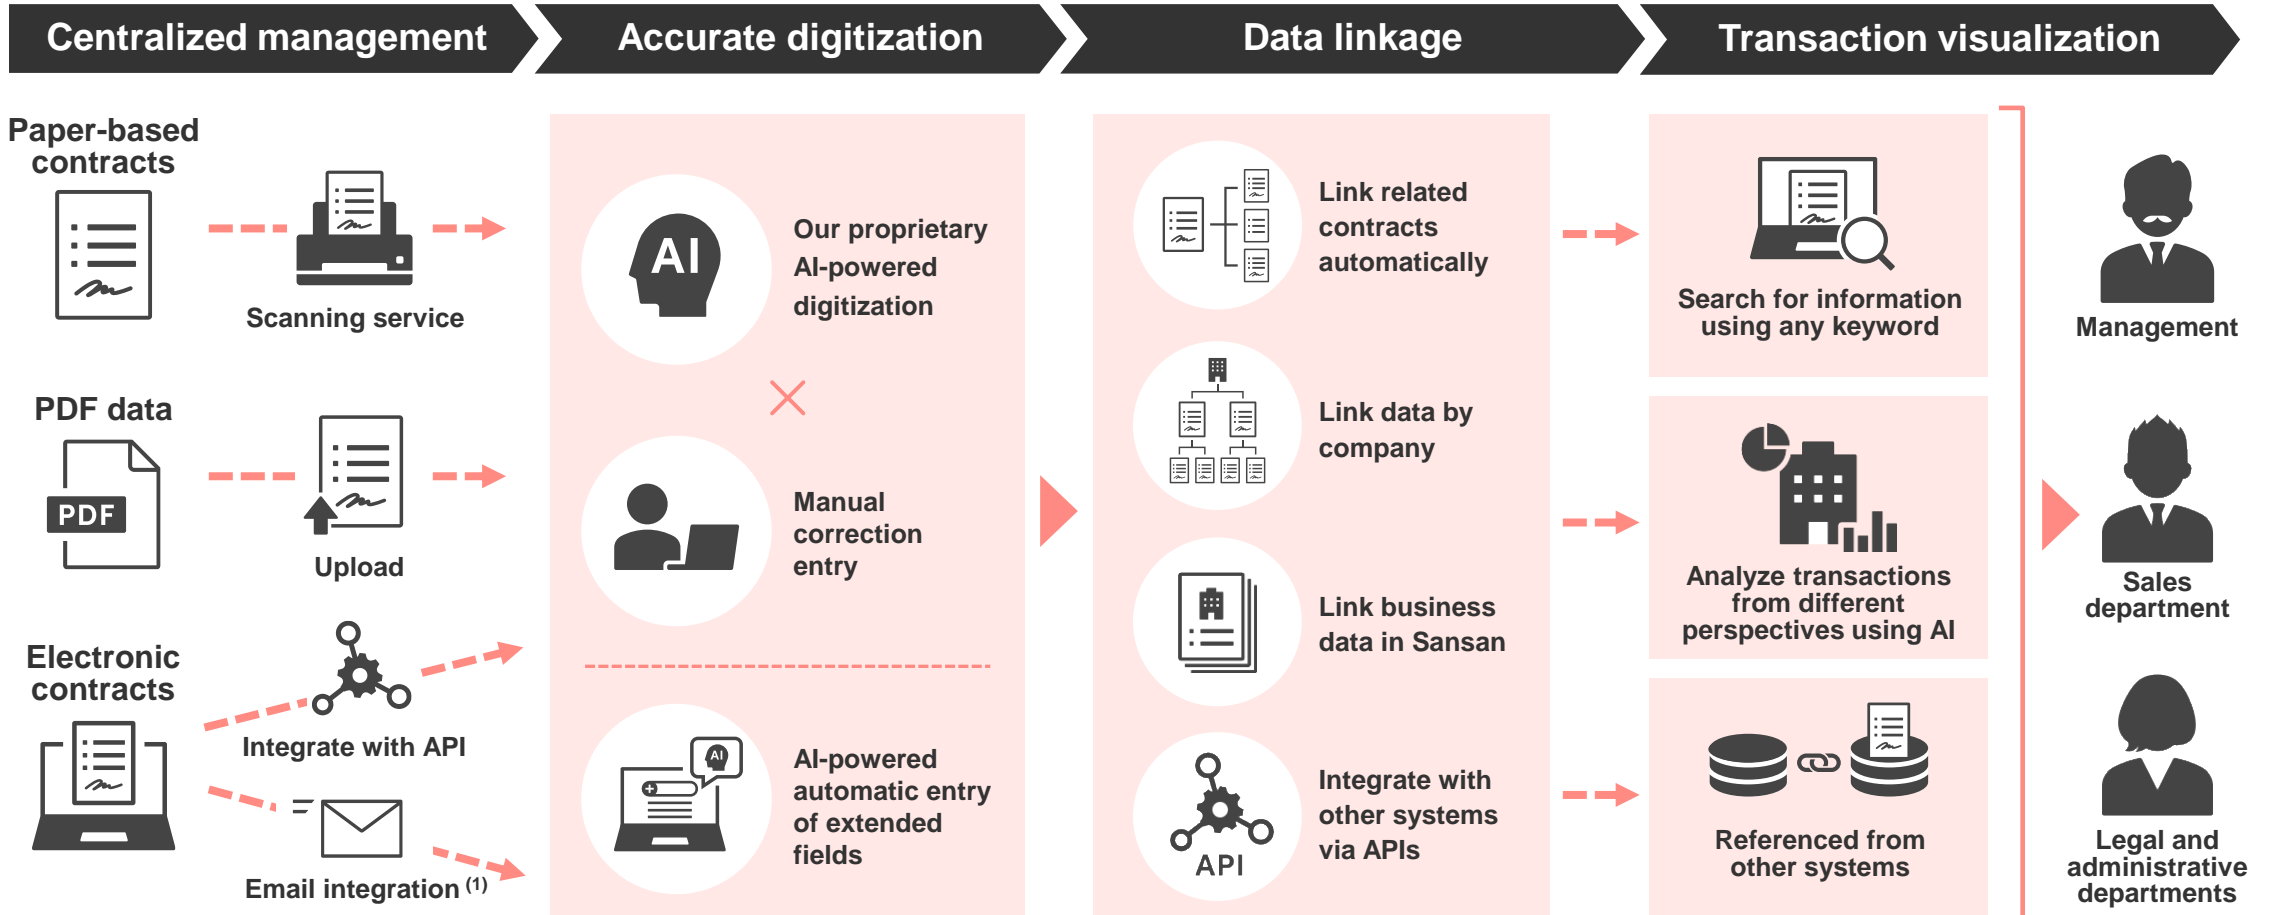 Centralized management
Accurate digitization
Data linkage
Transaction visualization
Paper-based
contracts
Scanning service
PDF data
PDF
Upload
Electronic
contracts
Integrate with API
Email integration (1)
AI
Our proprietary
AI-powered
digitization
Manual
correction
entry
AI
AI-powered
automatic entry
of extended
fields
Link related
contracts
automatically
Link data by
company
Link business
data in Sansan
API
Integrate with
other systems
via APIs
Search for information
using any keyword
Analyze transactions
from different
perspectives using AI
Referenced from
other systems
Management
Sales
department
Legal and
administrative
departments